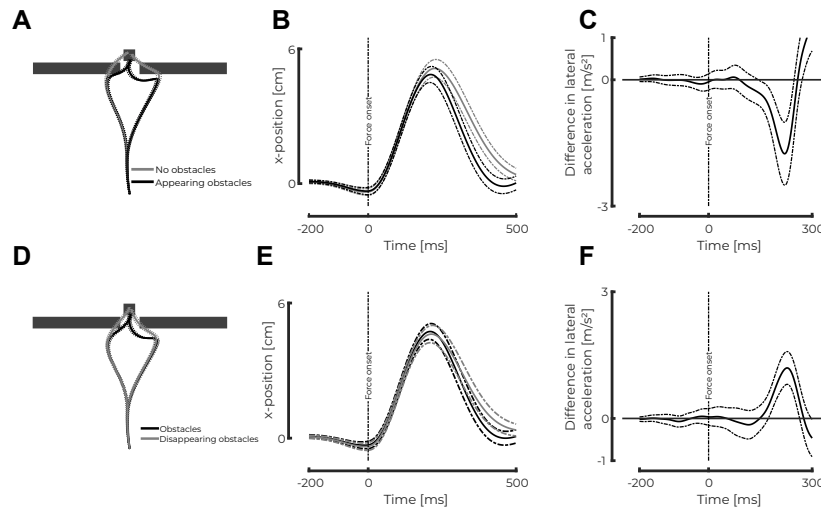 A
No obstacles
Appearing obstacles
B
6
0
x-position [cm]
Force onset
-200
0
500
Time [ms]
C
1
0
-3
Difference in lateral
acceleration [m/s²]
Force onset
-200
0
300
Time [ms]
D
Obstacles
Disappearing obstacles
E
6
0
x-position [cm]
Force onset
-200
0
500
Time [ms]
F
3
0
-1
Difference in lateral
acceleration [m/s²]
Force onset
-200
0
300
Time [ms]